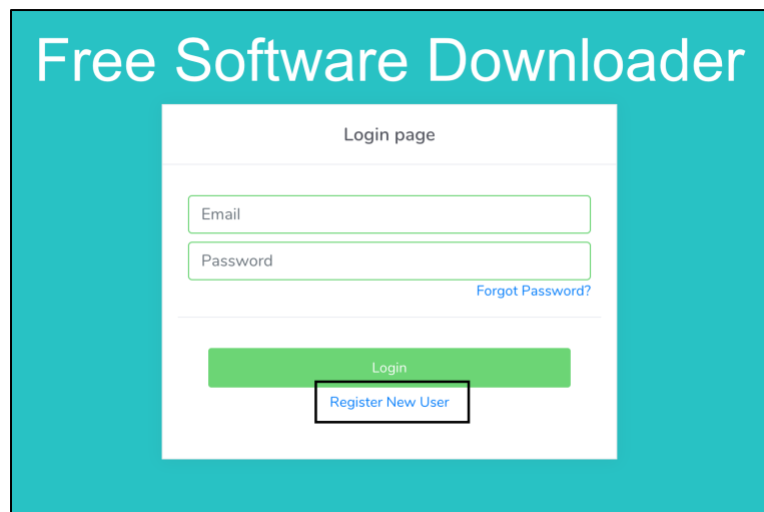 Free Software Downloader
Login page
Email
Password
Forgot Password?
Login
Register New User